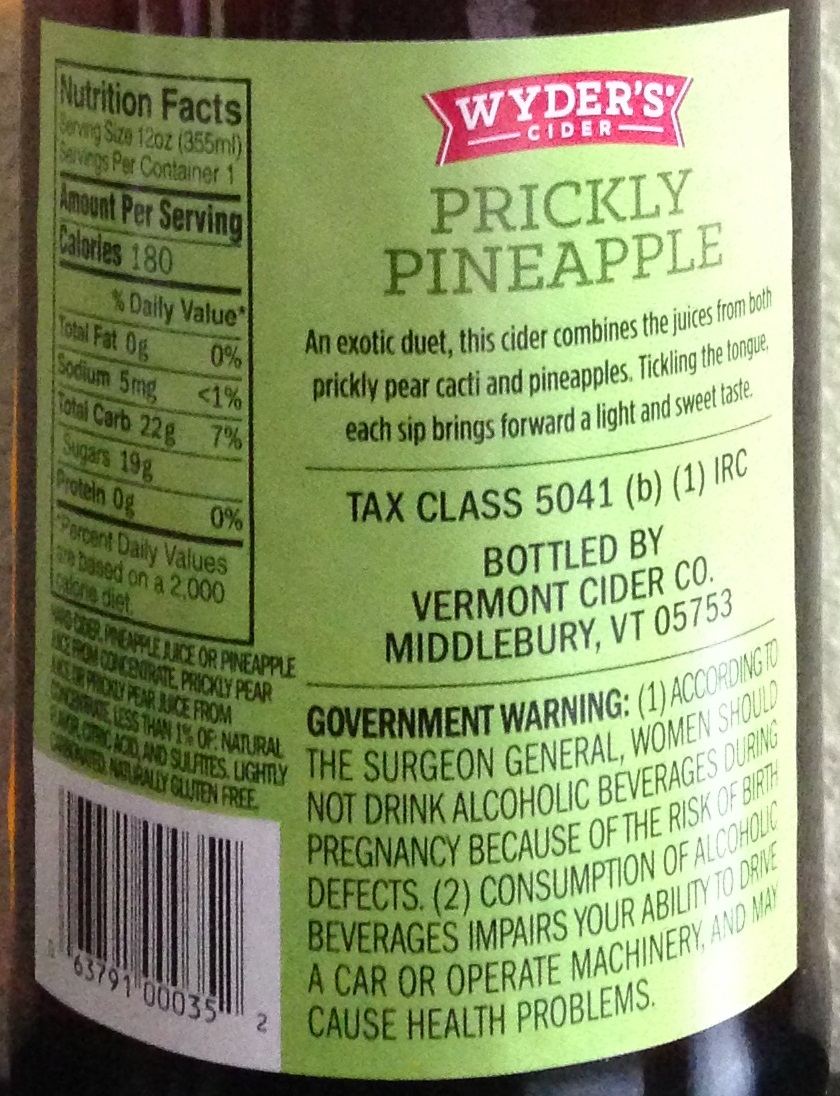 Nutrition Facts
Serving Size 12oz (355ml)
Servings Per Container 1
Amount Per Serving
Calories 180
% Daily Value*
Total Fat 0g 0%
Sodium 5mg <1%
Total Carb 22g 7%
Sugars 19g
Protein 0g 0%
*Percent Daily Values
are based on a 2,000
calorie diet.
HARD CIDER, PINEAPPLE JUICE OR PINEAPPLE
JUICE FROM CONCENTRATE, PRICKLY PEAR
JUICE OR PRICKLY PEAR JUICE FROM
CONCENTRATE, LESS THAN 1% OF: NATURAL
FLAVOR, CITRIC ACID, AND SULFITES. LIGHTLY
CARBONATED. NATURALLY GLUTEN FREE.
63791 00035 2
WYDER'S®
CIDER
PRICKLY
PINEAPPLE
An exotic duet, this cider combines the juices from both
prickly pear cacti and pineapples. Tickling the tongue,
each sip brings forward a light and sweet taste.
TAX CLASS 5041 (b) (1) IRC
BOTTLED BY
VERMONT CIDER CO.
MIDDLEBURY, VT 05753
GOVERNMENT WARNING: (1) ACCORDING TO
THE SURGEON GENERAL, WOMEN SHOULD
NOT DRINK ALCOHOLIC BEVERAGES DURING
PREGNANCY BECAUSE OF THE RISK OF BIRTH
DEFECTS. (2) CONSUMPTION OF ALCOHOLIC
BEVERAGES IMPAIRS YOUR ABILITY TO DRIVE
A CAR OR OPERATE MACHINERY, AND MAY
CAUSE HEALTH PROBLEMS.